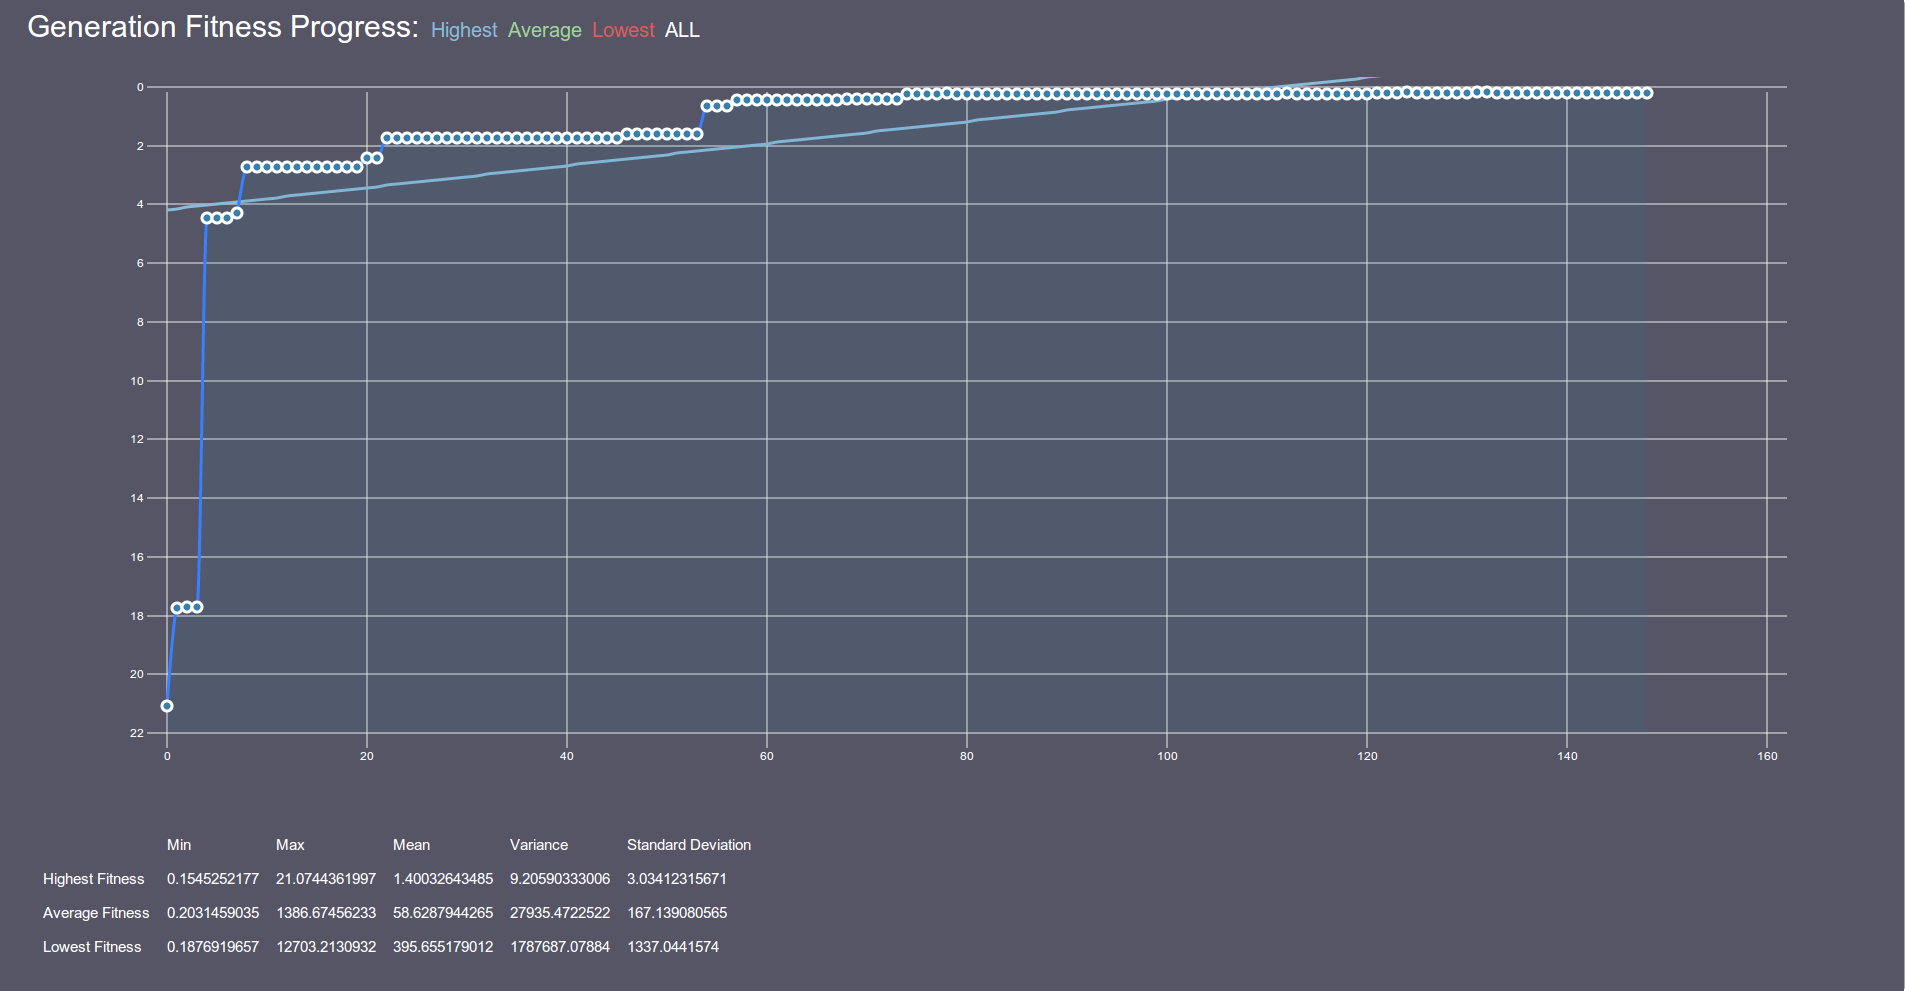 Generation Fitness Progress: Highest Average Lowest ALL
0
2
4
6
8
10
12
14
16
18
20
22
0 20 40 60 80 100 120 140 160
Min Max Mean Variance Standard Deviation
Highest Fitness 0.1545252177 21.0744361997 1.40032643485 9.20590333006 3.03412315671
Average Fitness 0.2031459035 1386.67456233 58.6287944265 27935.4722522 167.139080565
Lowest Fitness 0.1876919657 12703.2130932 395.655179012 1787687.07884 1337.0441574